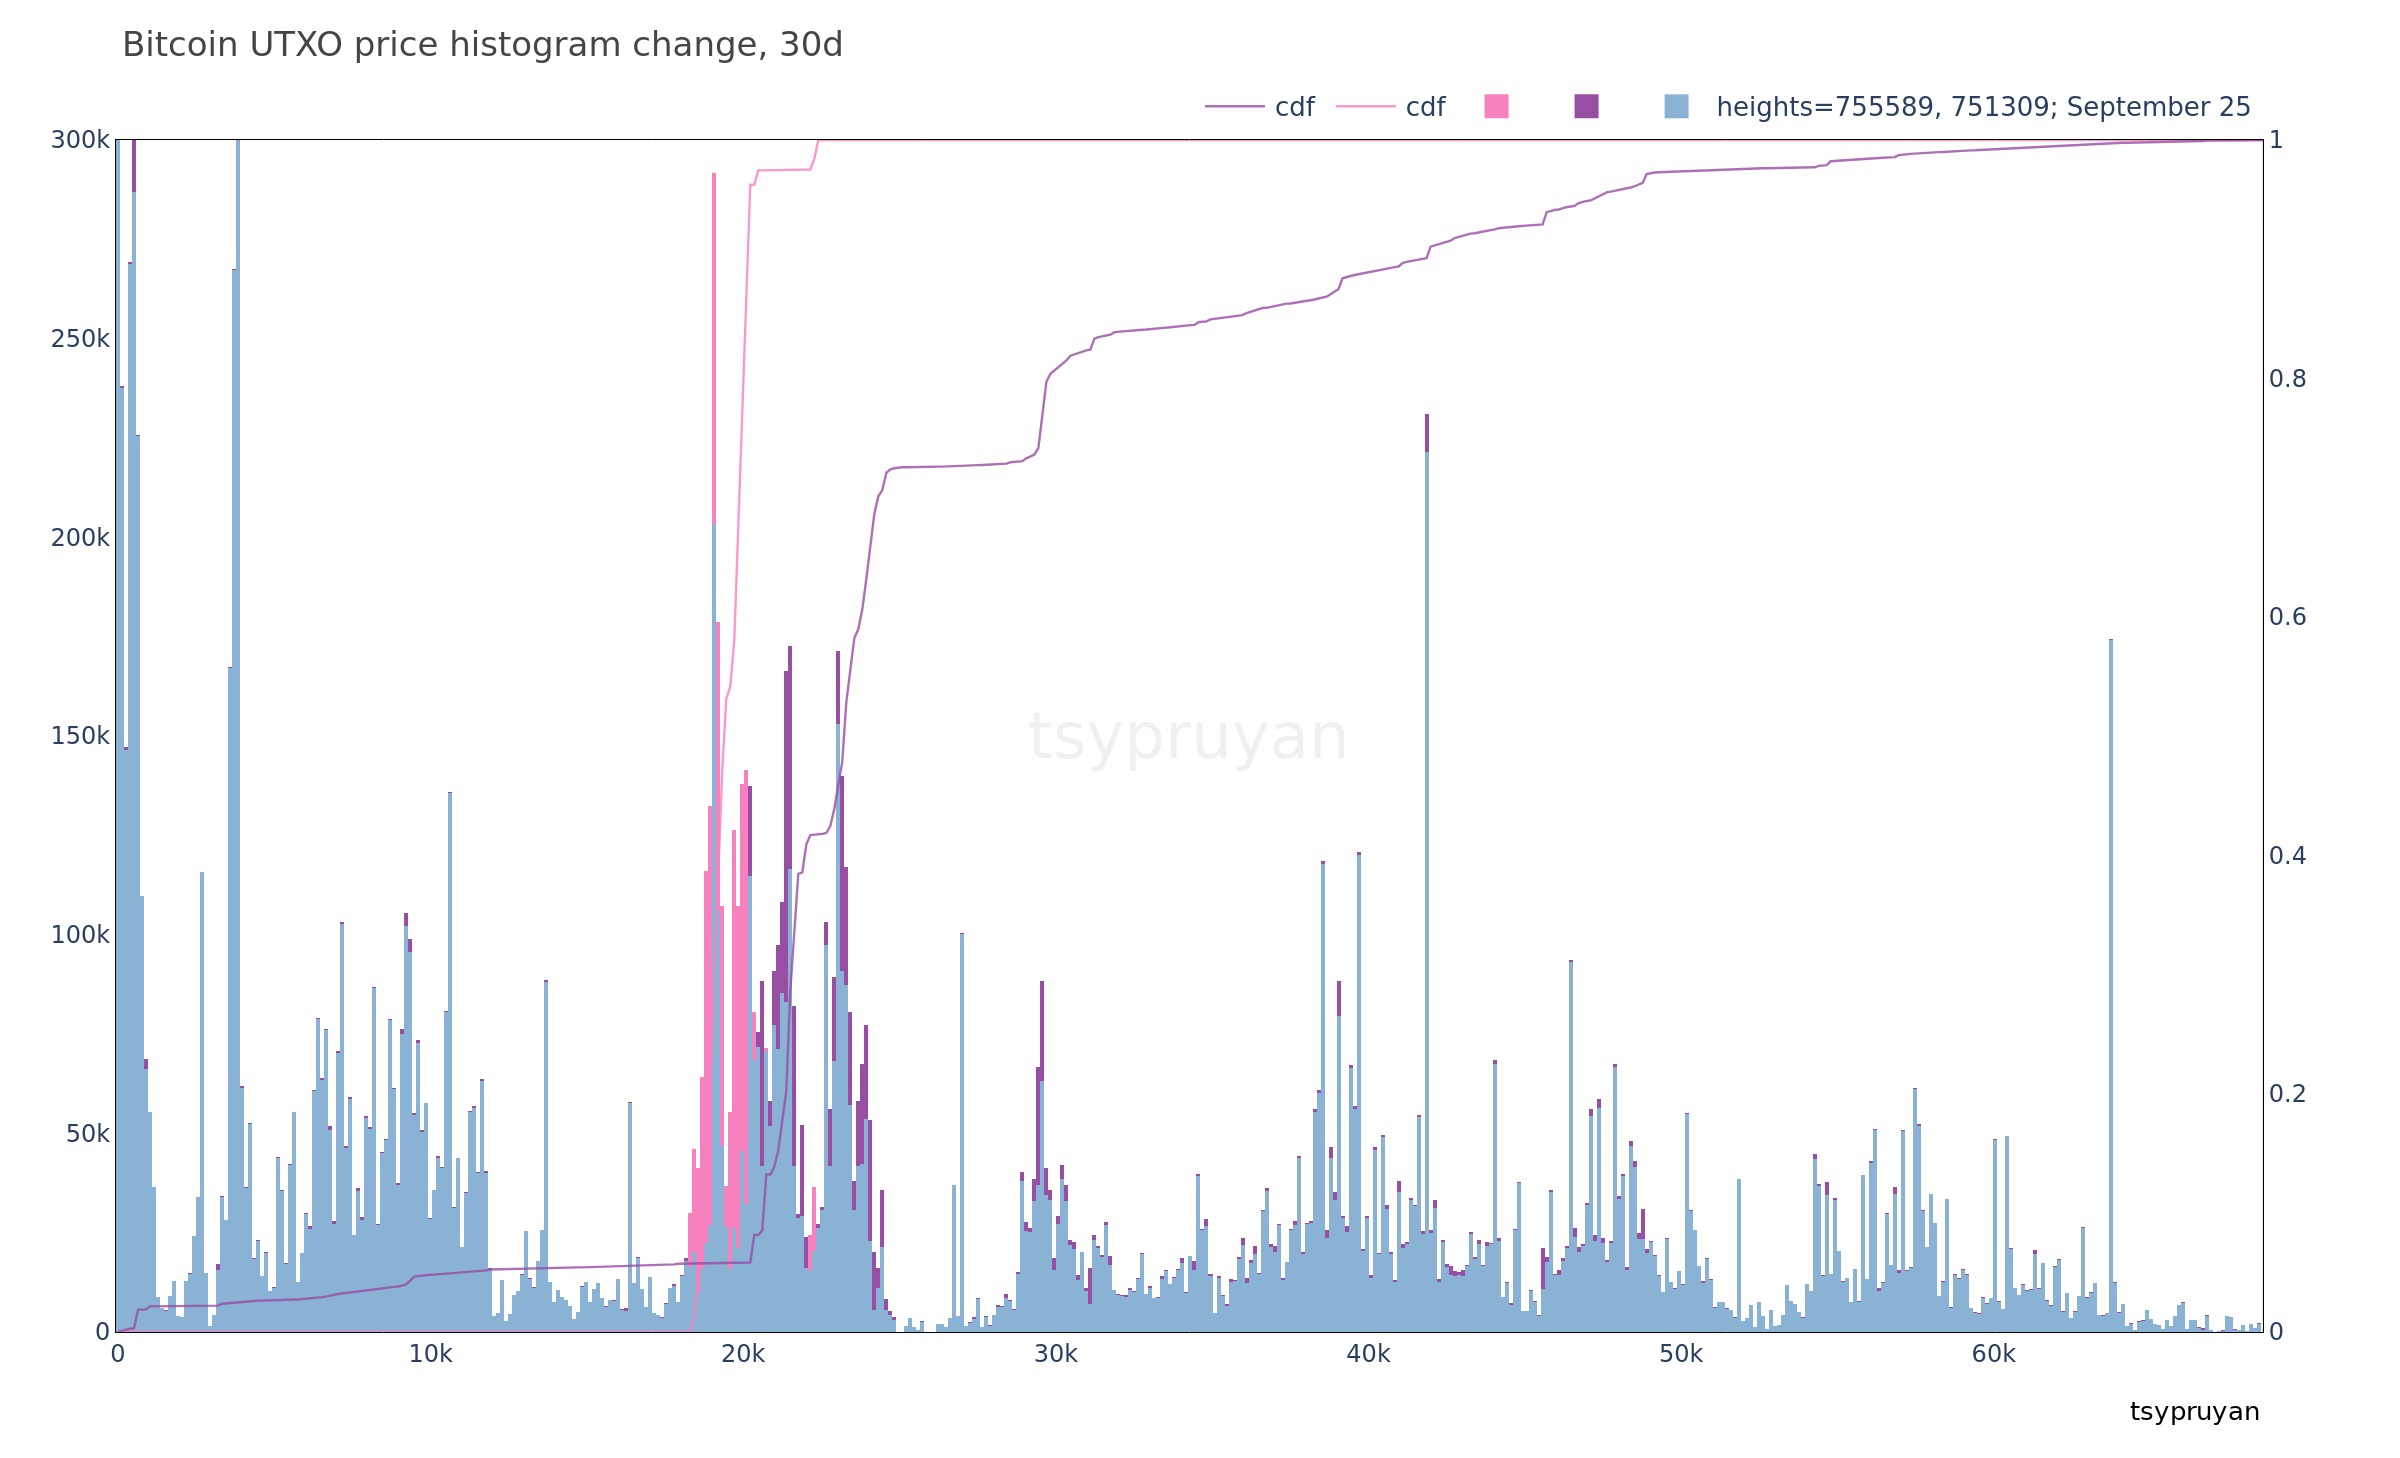 Bitcoin UTXO price histogram change, 30d
cdf cdf heights=755589, 751309; September 25
300k
250k
200k
150k
100k
50k
0
1
0.8
0.6
0.4
0.2
0
tsypruyan
0 10k 20k 30k 40k 50k 60k
tsypruyan